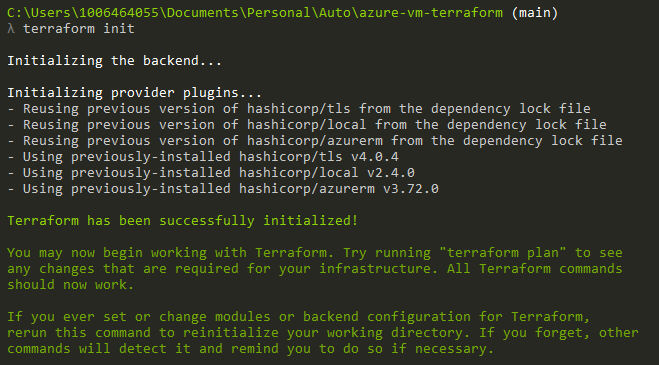 C:\Users\1006464055\Documents\Personal\Auto\azure-vm-terraform (main)
λ terraform init
Initializing the backend...
Initializing provider plugins...
- Reusing previous version of hashicorp/tls from the dependency lock file
- Reusing previous version of hashicorp/local from the dependency lock file
- Reusing previous version of hashicorp/azurerm from the dependency lock file
- Using previously-installed hashicorp/tls v4.0.4
- Using previously-installed hashicorp/local v2.4.0
- Using previously-installed hashicorp/azurerm v3.72.0
Terraform has been successfully initialized!
You may now begin working with Terraform. Try running "terraform plan" to see
any changes that are required for your infrastructure. All Terraform commands
should now work.
If you ever set or change modules or backend configuration for Terraform,
rerun this command to reinitialize your working directory. If you forget, other
commands will detect it and remind you to do so if necessary.